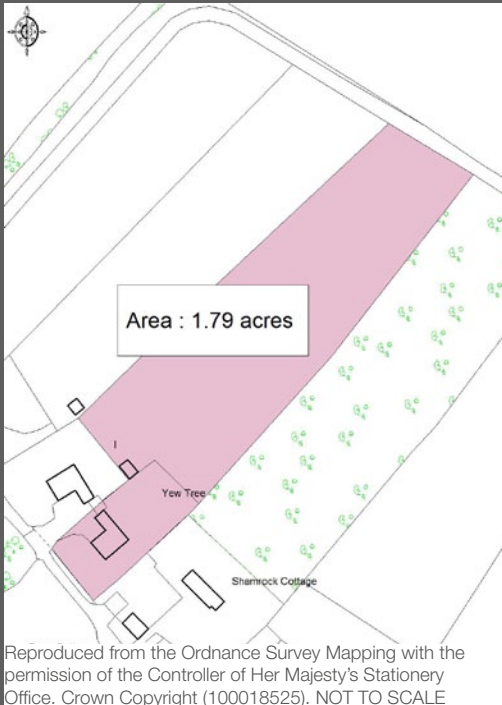 Area : 1.79 acres
Yew Tree
Shamrock Cottage
Reproduced from the Ordnance Survey Mapping with the
permission of the Controller of Her Majesty's Stationery
Office. Crown Copyright (100018525). NOT TO SCALE